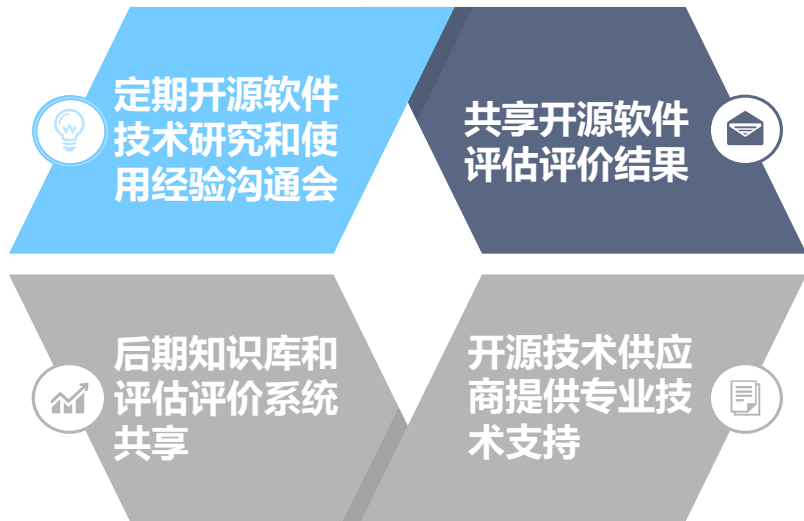 定期开源软件
技术研究和使
用经验沟通会
共享开源软件
评估评价结果
后期知识库和
评估评价系统
共享
开源技术供应
商提供专业技
术支持